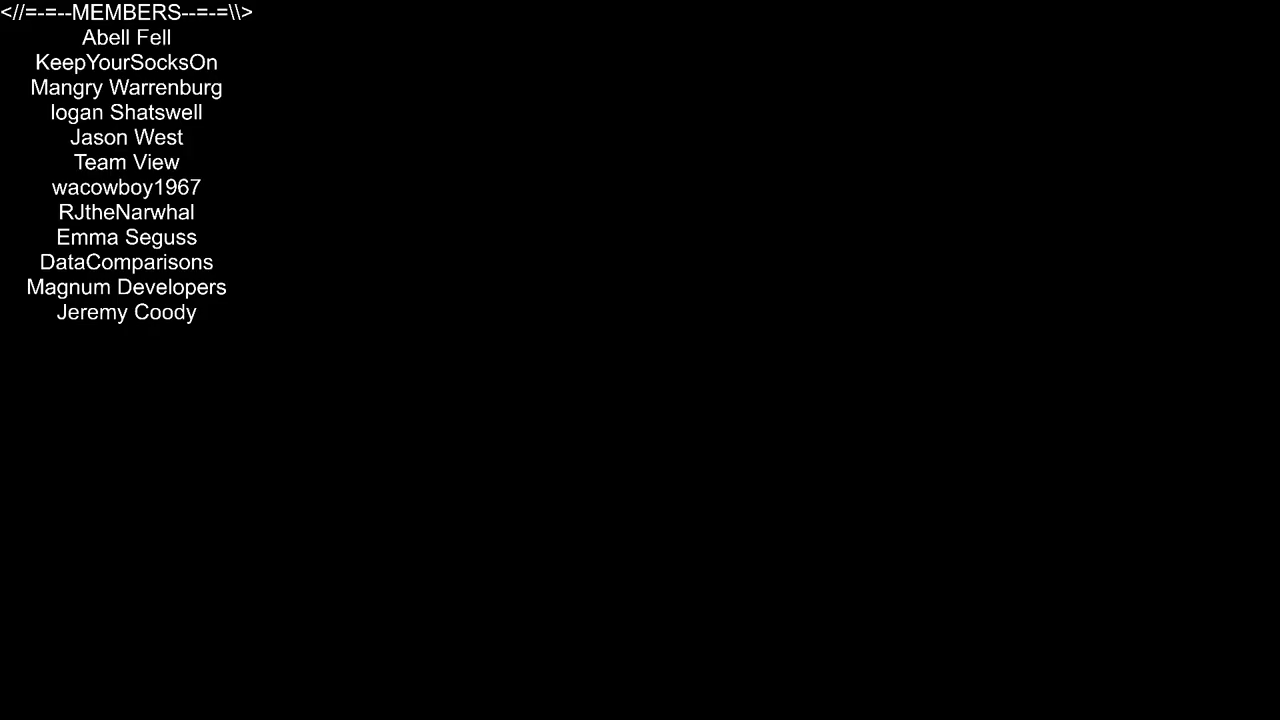 <//=-=--MEMBERS--=-=\\>
Abell Fell
KeepYourSocksOn
Mangry Warrenburg
logan Shatswell
Jason West
Team View
wacowboy1967
RJtheNarwhal
Emma Seguss
DataComparisons
Magnum Developers
Jeremy Coody